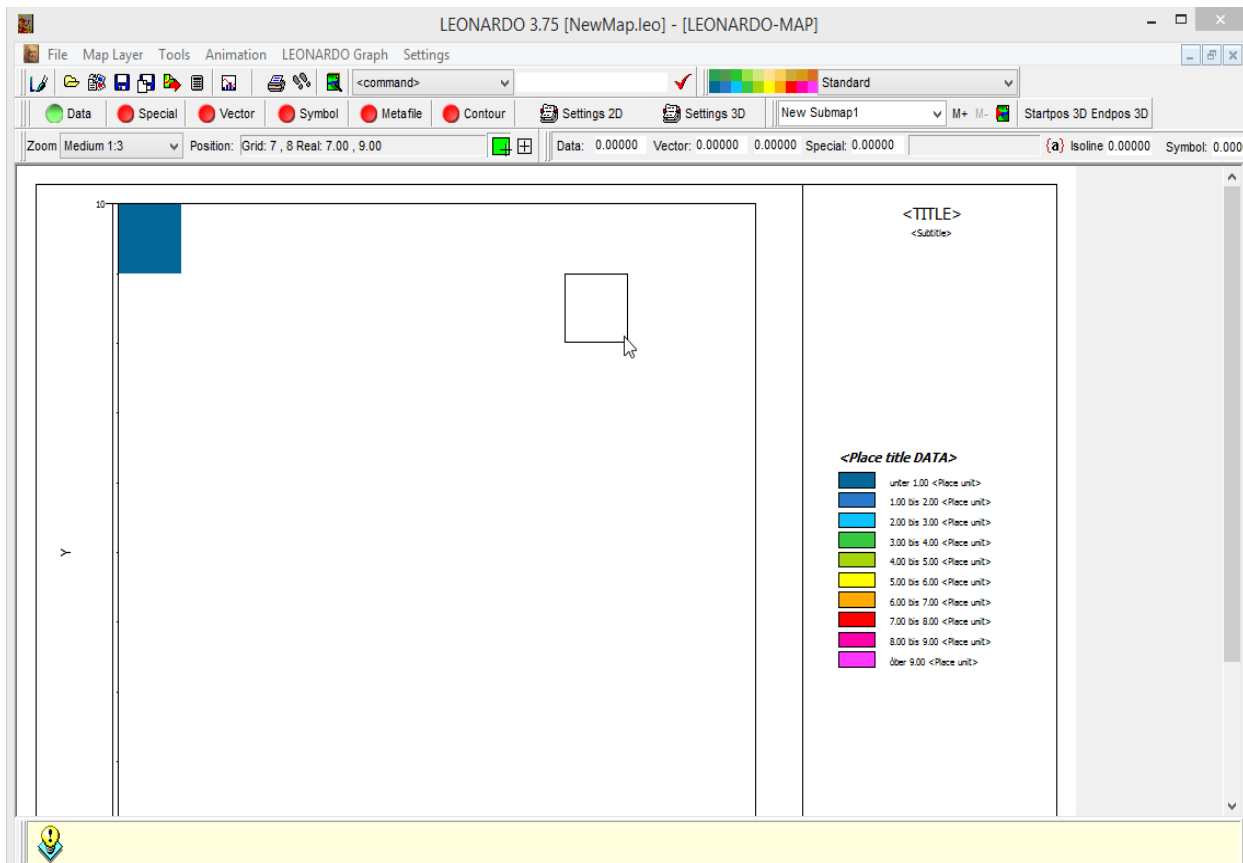 LEONARDO 3.75 [NewMap.leo] - [LEONARDO-MAP]
File Map Layer Tools Animation LEONARDO Graph Settings
<command> Standard
Data Special Vector Symbol Metafile Contour Settings 2D Settings 3D New Submap1 M+ M- Startpos 3D Endpos 3D
Zoom Medium 1:3 Position: Grid: 7 , 8 Real: 7.00 , 9.00 Data: 0.00000 Vector: 0.00000 0.00000 Special: 0.00000 {a} Isoline 0.00000 Symbol: 0.000
10
<TITLE>
<Subtitle>
Y
<Place title DATA>
unter 1.00 <Place unit>
1.00 bis 2.00 <Place unit>
2.00 bis 3.00 <Place unit>
3.00 bis 4.00 <Place unit>
4.00 bis 5.00 <Place unit>
5.00 bis 6.00 <Place unit>
6.00 bis 7.00 <Place unit>
7.00 bis 8.00 <Place unit>
8.00 bis 9.00 <Place unit>
òber 9.00 <Place unit>